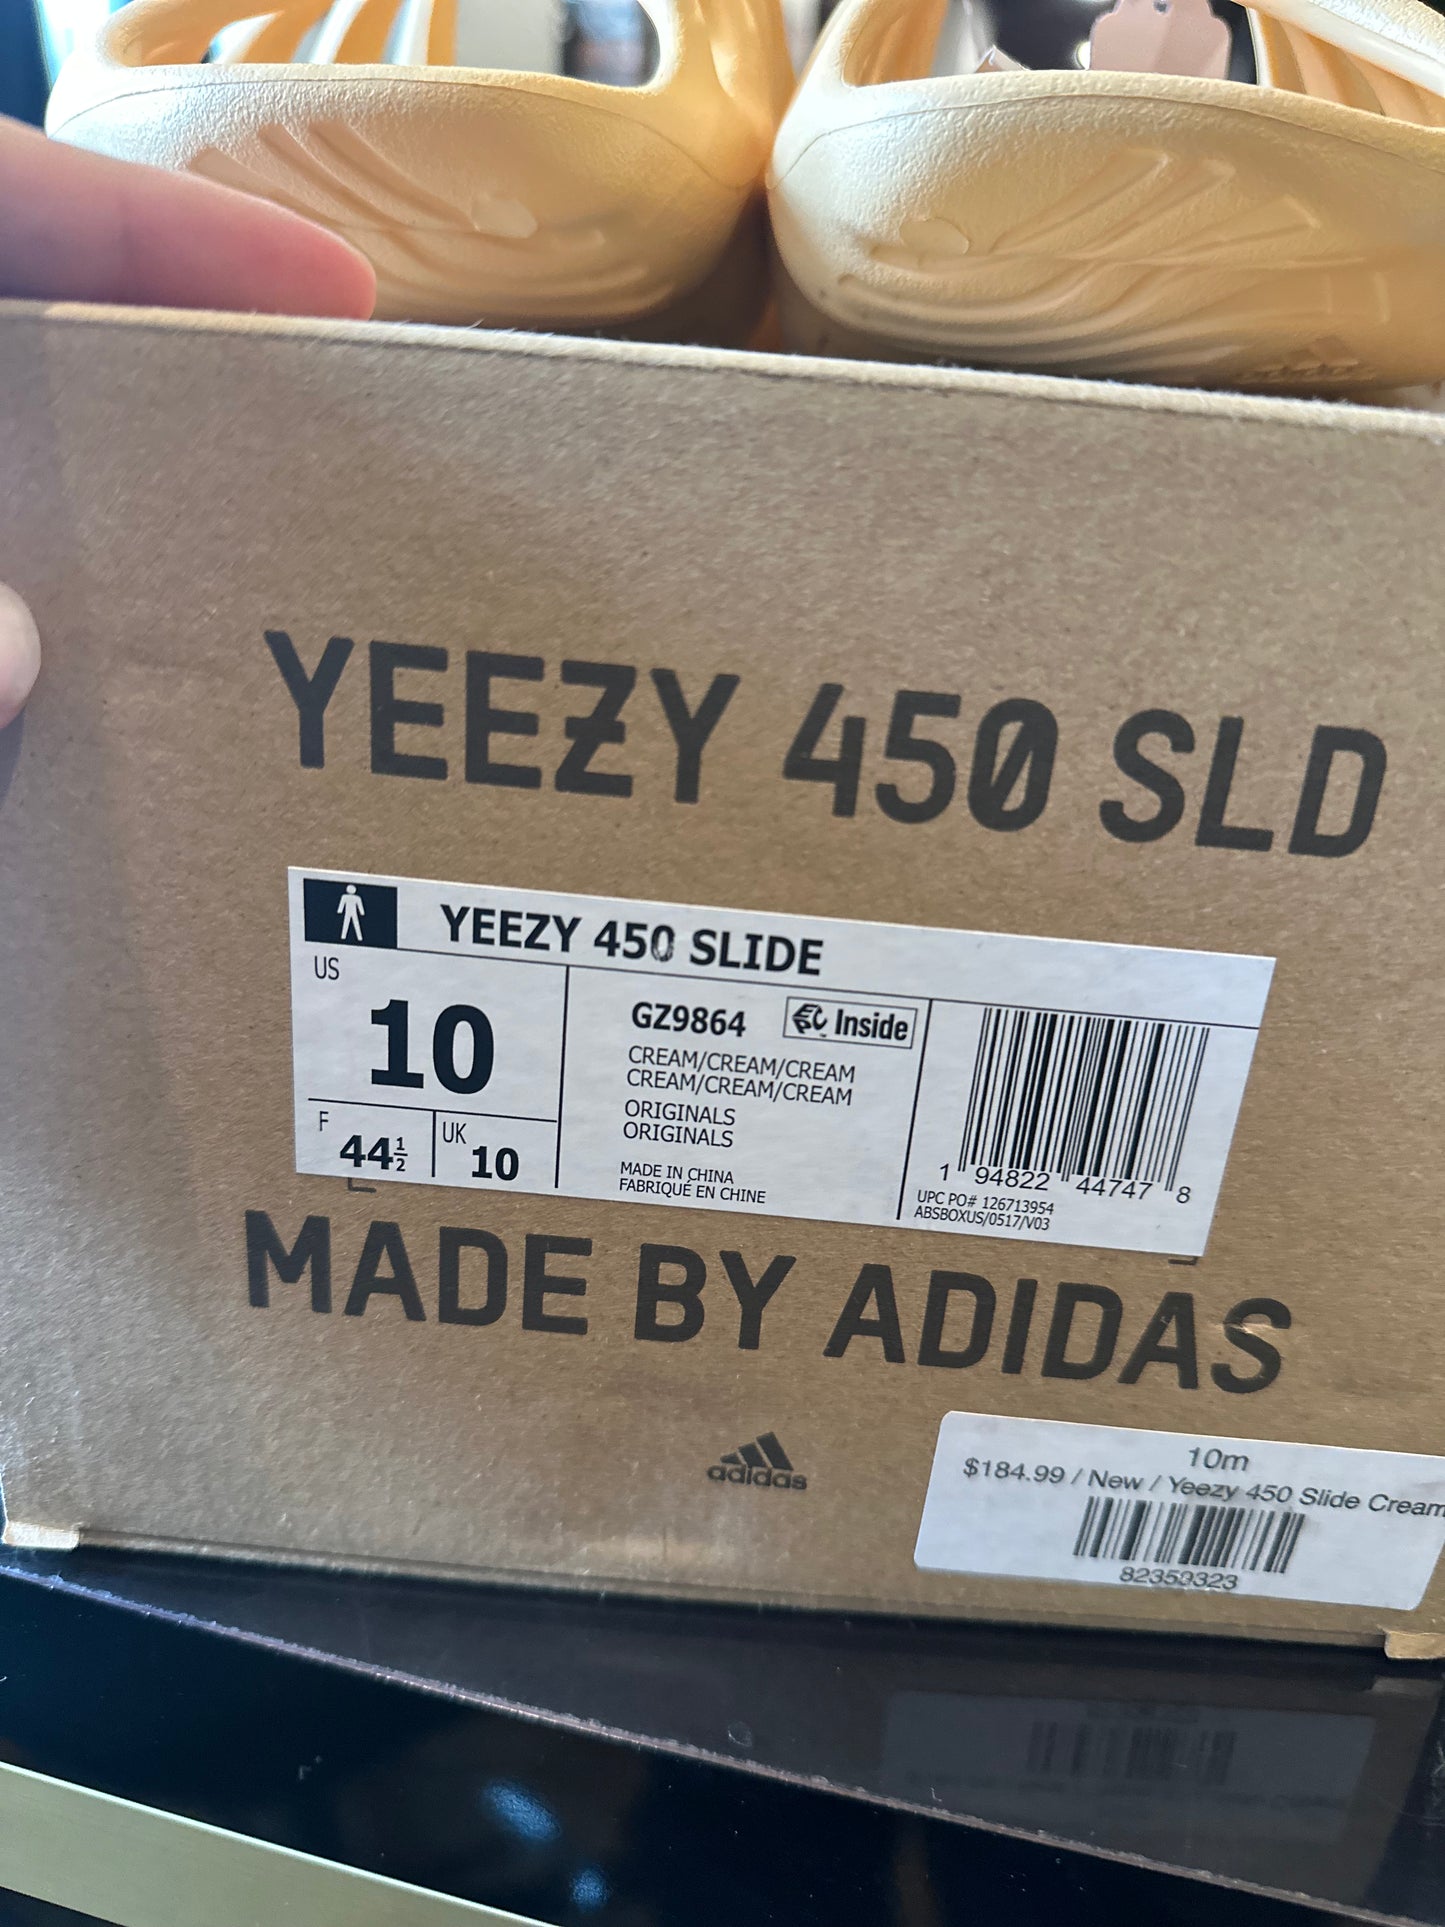 YEEZY 450 SLD
YEEZY 450 SLIDE
US
10
F
44½
UK
10
GZ9864
Inside
CREAM/CREAM/CREAM
CREAM/CREAM/CREAM
ORIGINALS
ORIGINALS
MADE IN CHINA
FABRIQUÉ EN CHINE
1 94822 44747 8
UPC PO# 126713954
ABSBOXUS/0517/V03
MADE BY ADIDAS
adidas
10m
$184.99 / New / Yeezy 450 Slide Cream
82359323